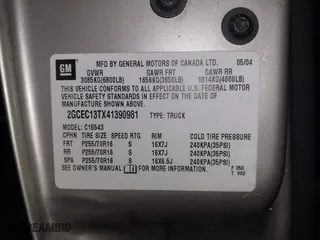 GM
MFD BY GENERAL MOTORS OF CANADA LTD. 05/04
GVWR GAWR FRT GAWR RR
3085KG(6800LB) 1656KG(3650LB) 1814KG(4000LB)
THIS VEHICLE CONFORMS TO ALL APPLICABLE U.S. FEDERAL MOTOR
VEHICLE SAFETY STANDARDS IN EFFECT ON THE DATE OF
MANUFACTURE SHOWN ABOVE.
2GCEC13TX41390981 TYPE: TRUCK
MODEL: C15543
TIRE SIZE SPEED RTG RIM COLD TIRE PRESSURE
FRT P255/70R16 S 16X7J 240KPA(35PSI)
RR P255/70R16 S 16X7J 240KPA(35PSI)
SPA P255/70R16 S 16X6.5J 240KPA(35PSI)
SEE OWNER'S MANUAL FOR MORE INFORMATION.